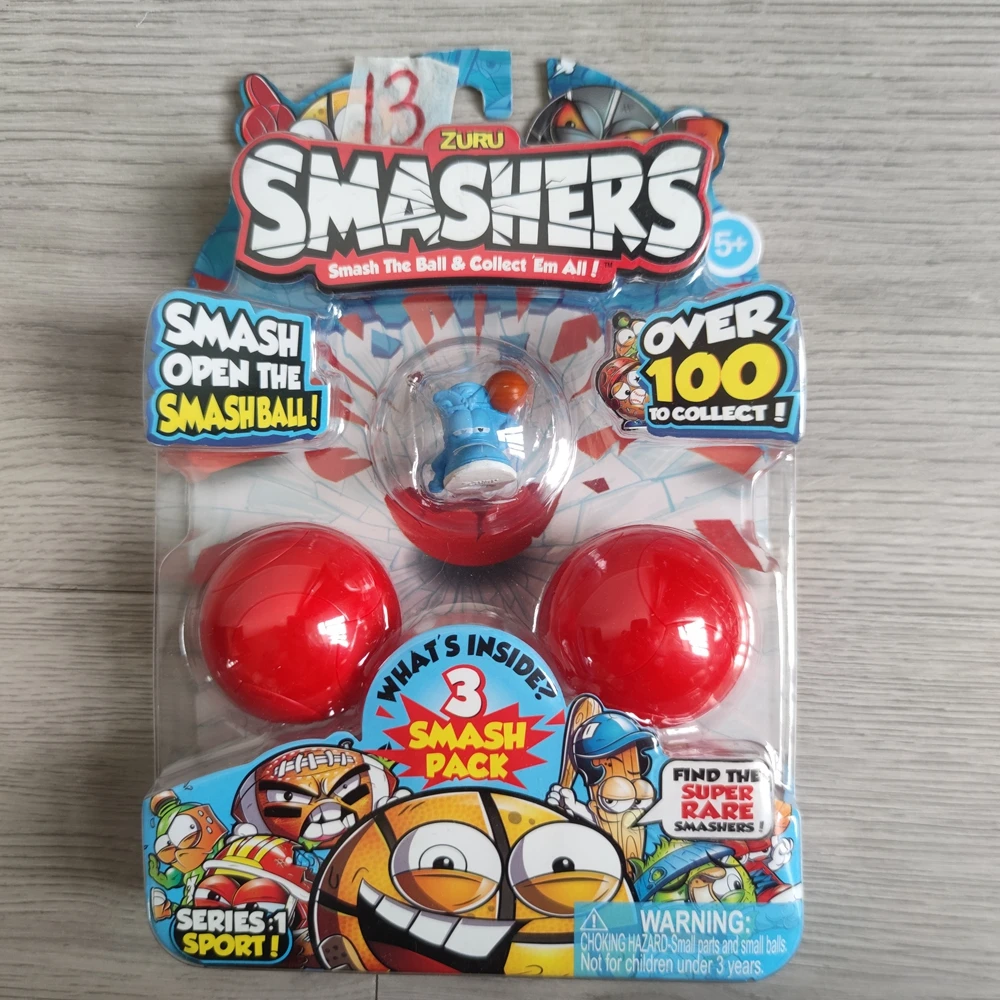 13
ZURU
SMASHERS
Smash The Ball & Collect 'Em All! ™
5+
SMASH
OPEN THE
SMASHBALL!
OVER
100
TO COLLECT!
WHAT'S INSIDE?
3
SMASH
PACK
FIND THE
SUPER
RARE
SMASHERS!
SERIES:1
SPORT!
WARNING:
CHOKING HAZARD-Small parts and small balls.
Not for children under 3 years.